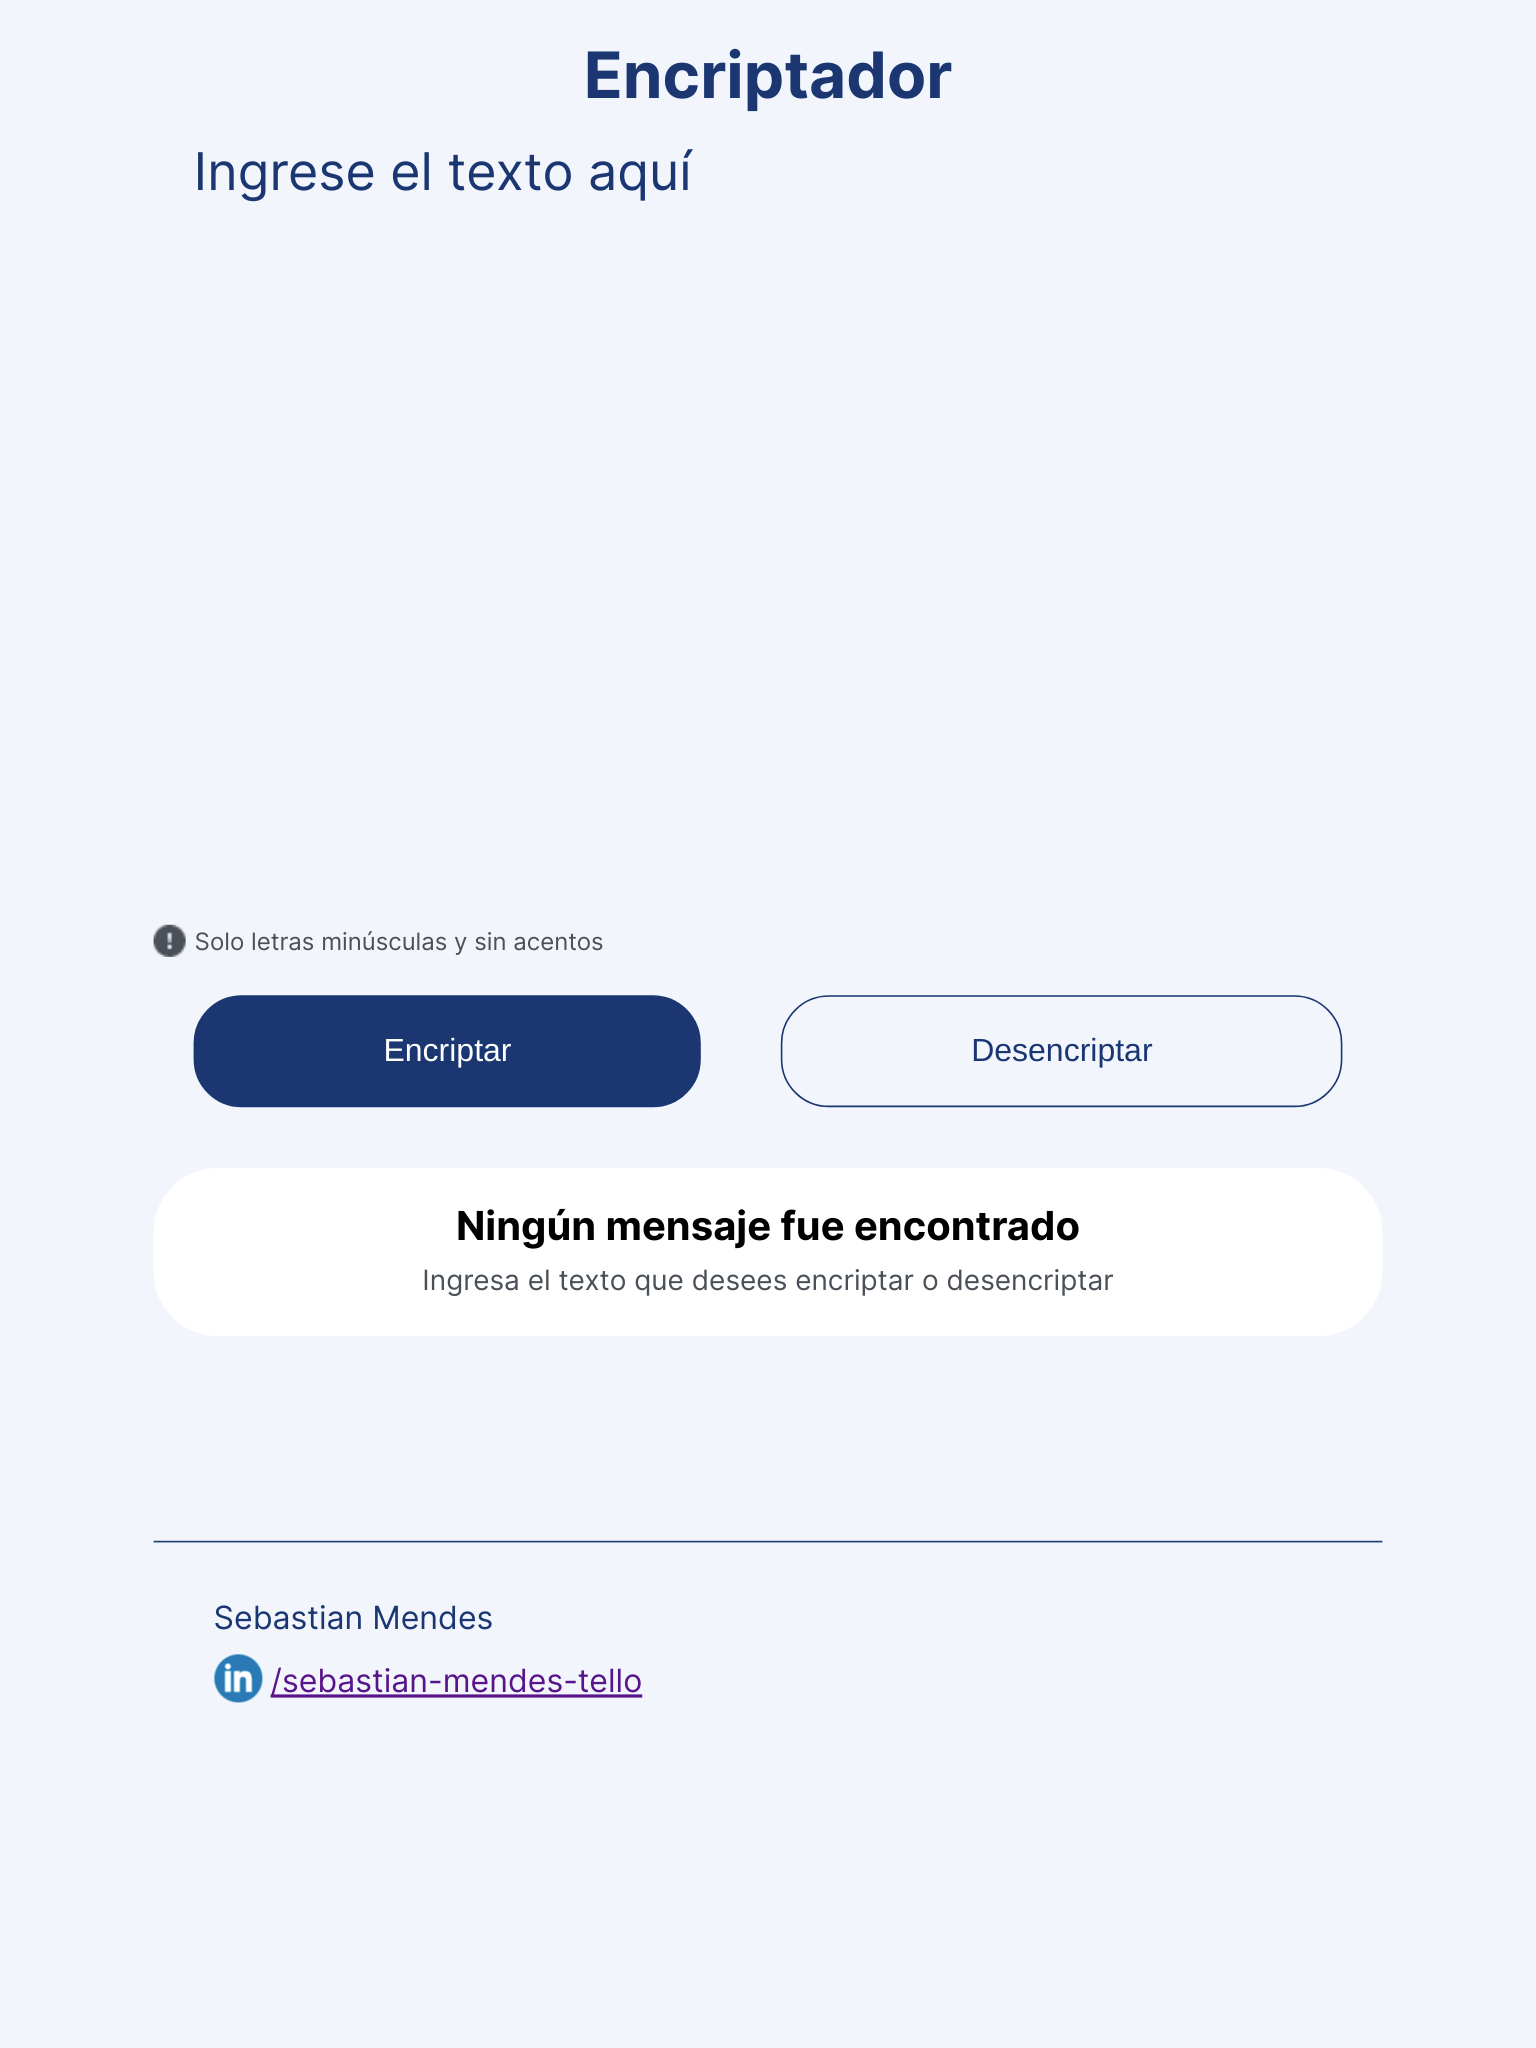 Encriptador
Ingrese el texto aquí
! Solo letras minúsculas y sin acentos
Encriptar
Desencriptar
Ningún mensaje fue encontrado
Ingresa el texto que desees encriptar o desencriptar
Sebastian Mendes
in /sebastian-mendes-tello